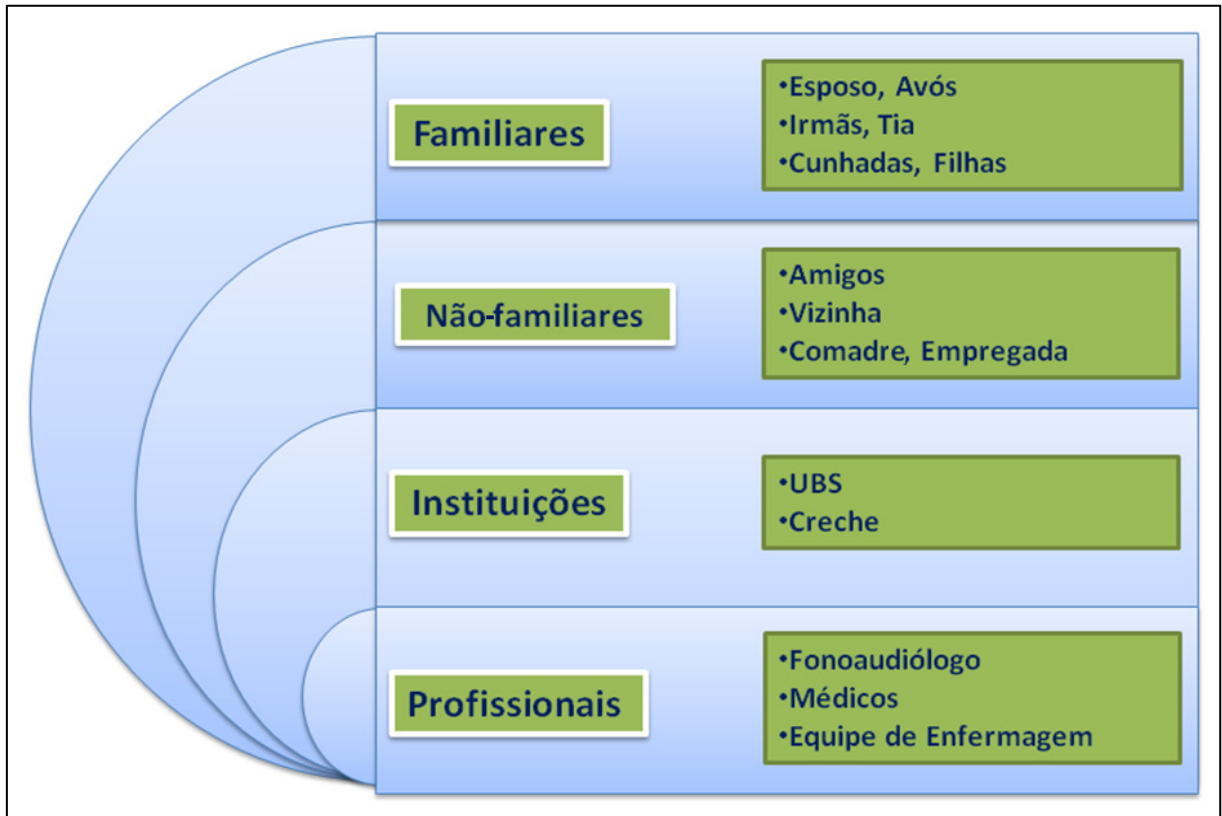 Familiares
•Esposo, Avós
•Irmãs, Tia
•Cunhadas, Filhas
Não-familiares
•Amigos
•Vizinha
•Comadre, Empregada
Instituições
•UBS
•Creche
Profissionais
•Fonoaudiólogo
•Médicos
•Equipe de Enfermagem